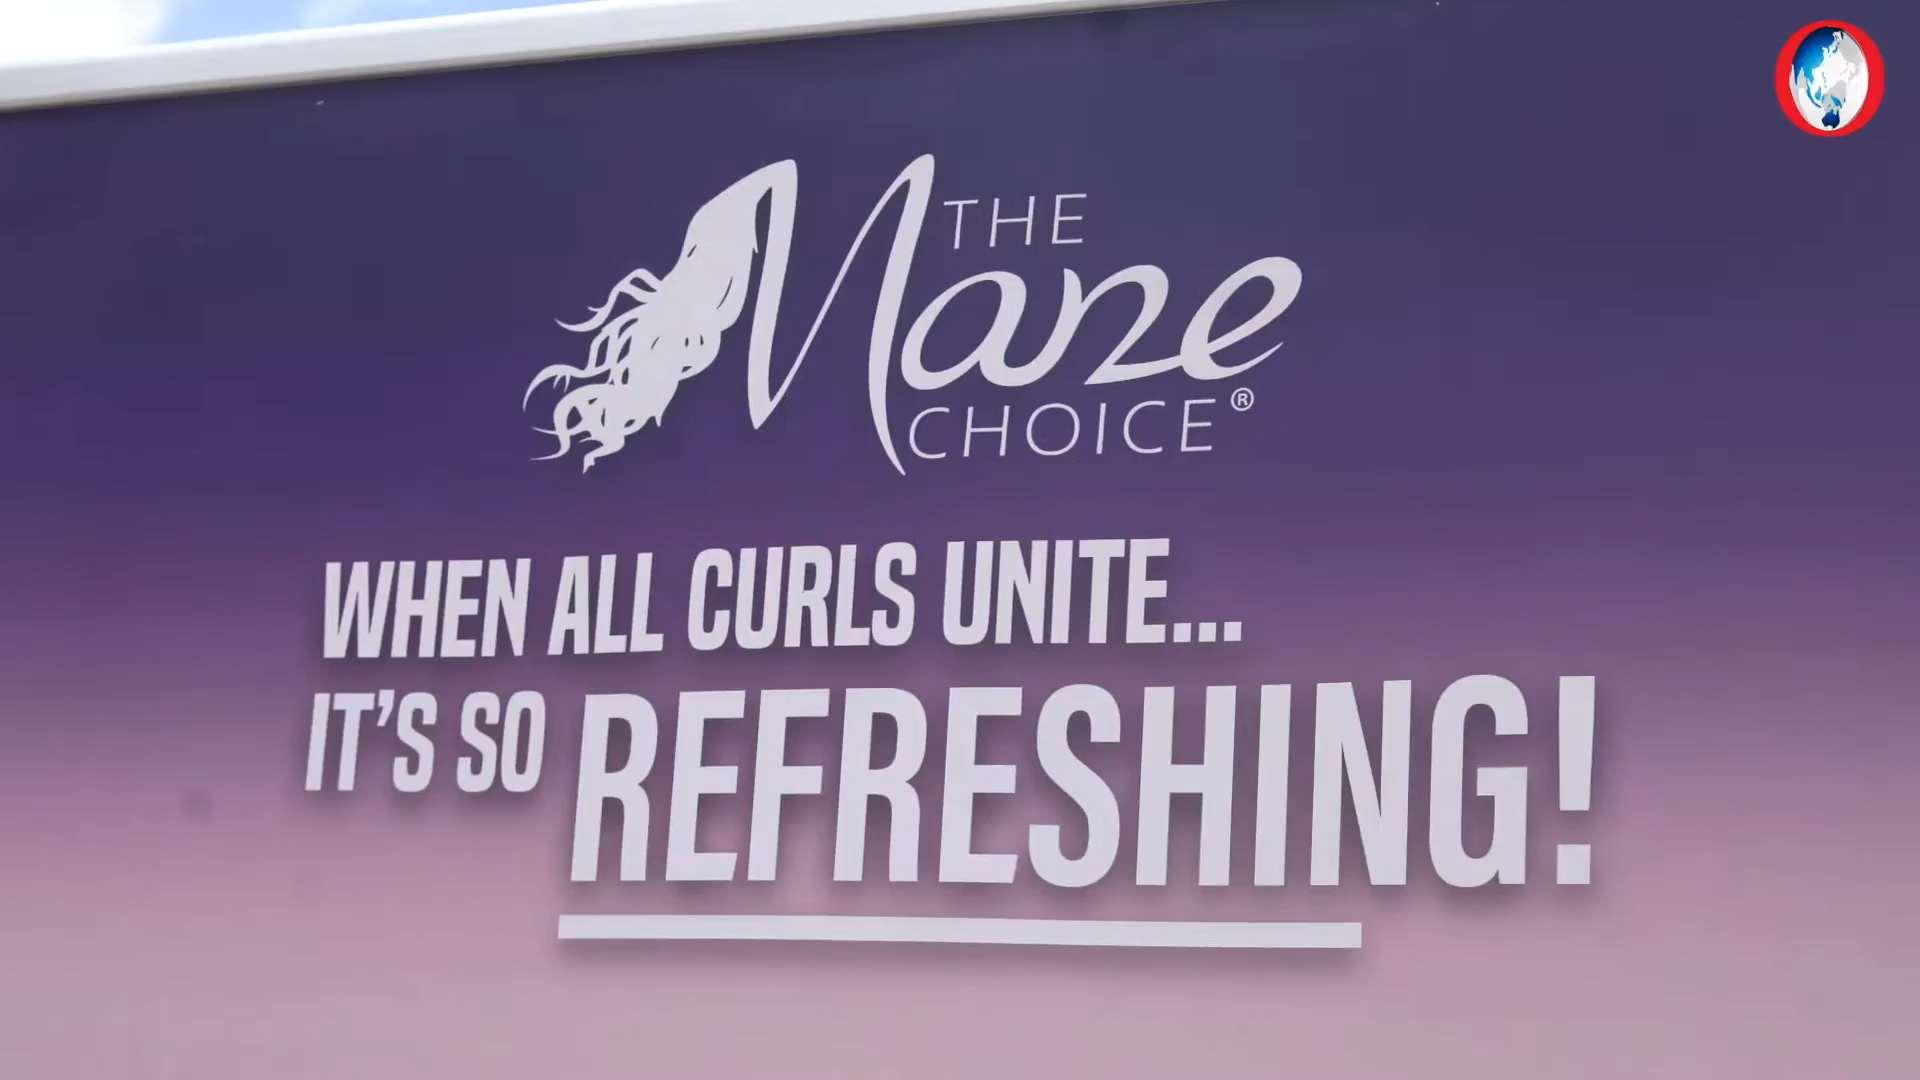 THE
Mane
CHOICE®
WHEN ALL CURLS UNITE...
IT'S SO REFRESHING!